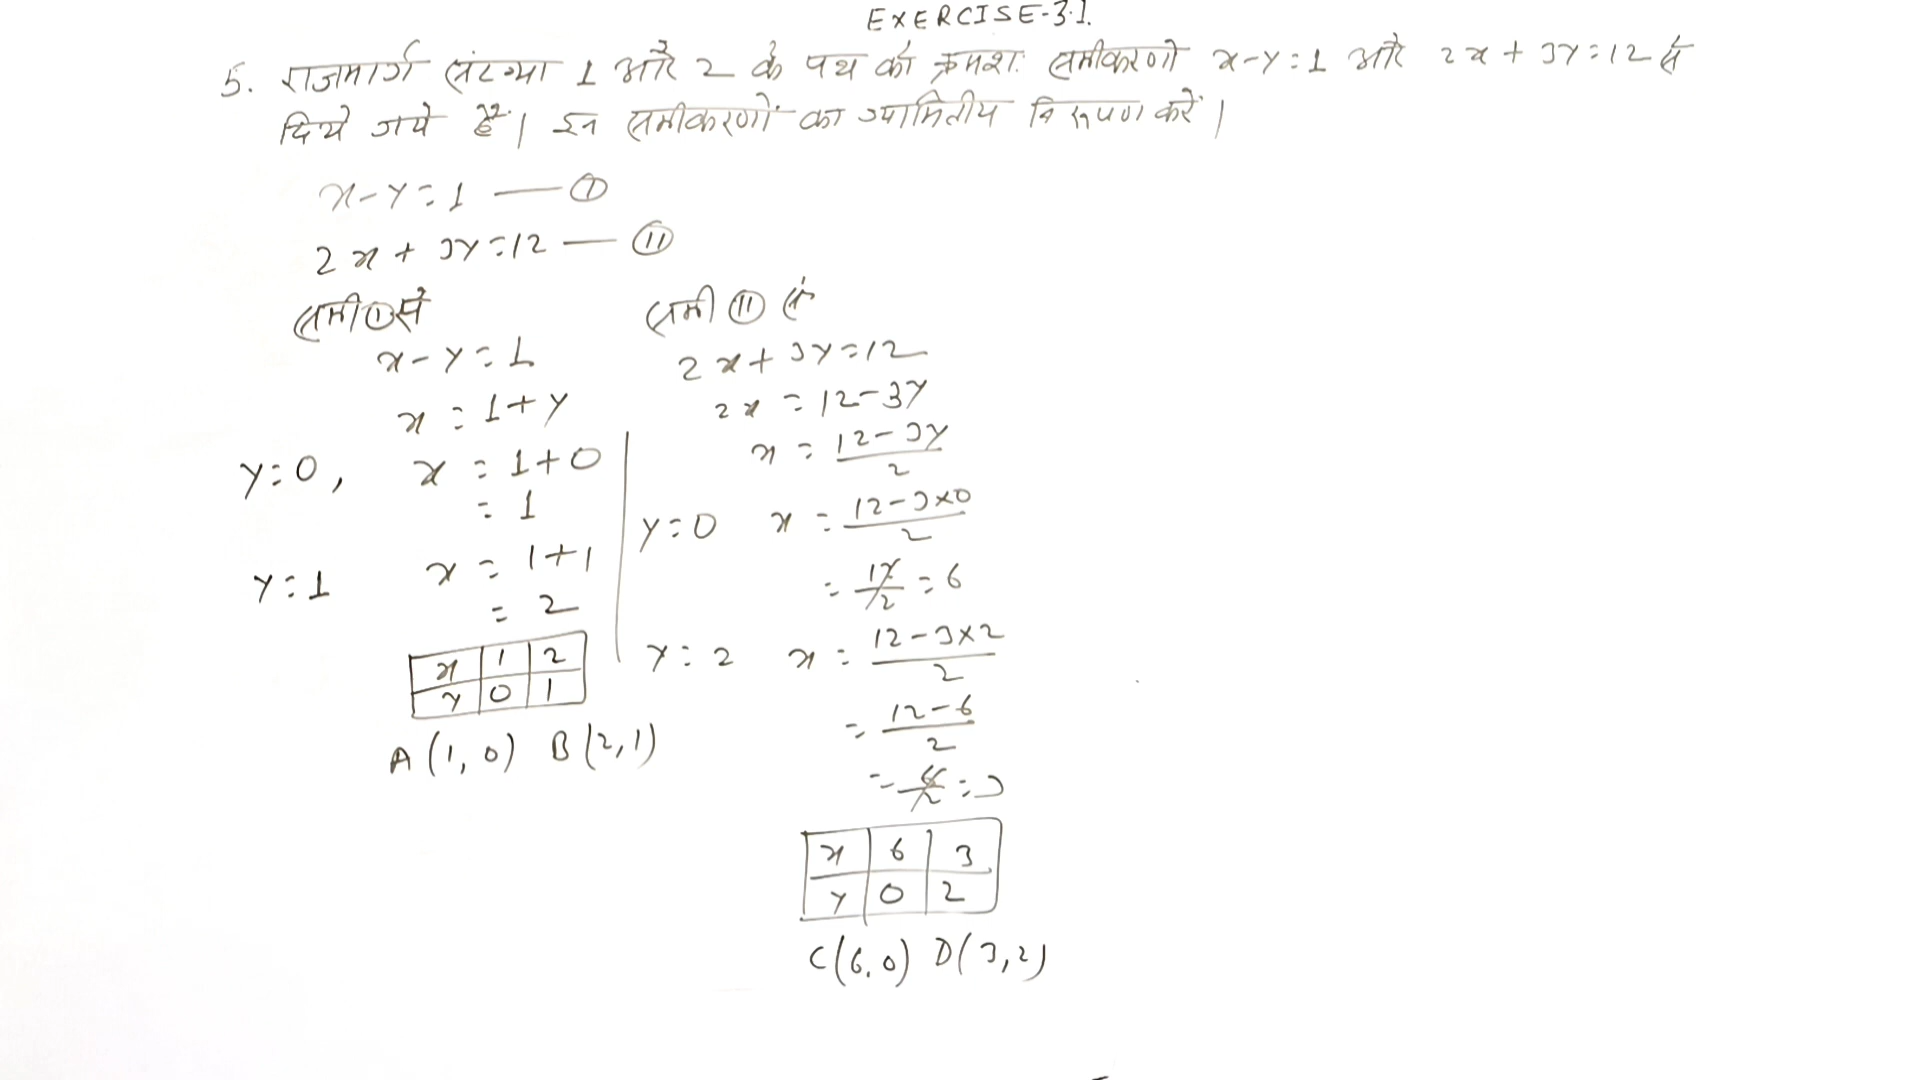 EXERCISE-3.1.
5. राजमार्ग संख्या 1 और 2 के पथ को क्रमशः समीकरणों x-y=1 और 2x+3y=12 से
दिये गये हैं। इन समीकरणों का ज्यामितीय निरूपण करें।
x-y=1 — (I)
2x+3y=12 — (II)
समी (I) से
x-y=1
x=1+y
y=0, x=1+0
=1
y=1 x=1+1
=2
x 1 2
y 0 1
A(1,0) B(2,1)
समी (II) से
2x+3y=12
2x=12-3y
x=12-3y/2
y=0 x=12-3×0/2
=12/2=6
y=2 x=12-3×2/2
=12-6/2
=6/2=3
x 6 3
y 0 2
C(6,0) D(3,2)